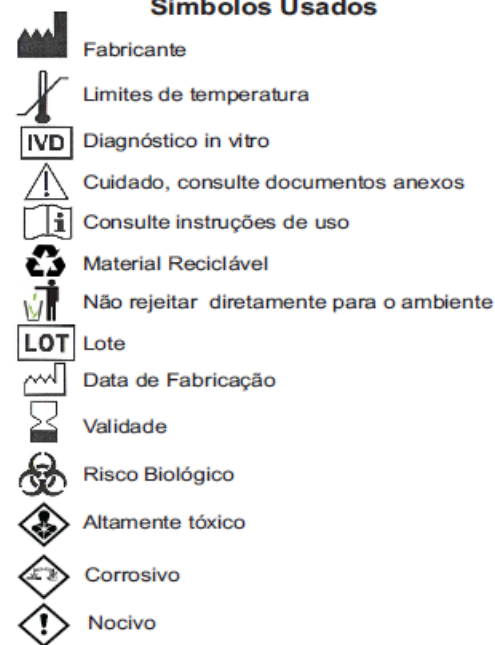 Símbolos Usados
Fabricante
Limites de temperatura
IVD Diagnóstico in vitro
Cuidado, consulte documentos anexos
i Consulte instruções de uso
Material Reciclável
Não rejeitar diretamente para o ambiente
LOT Lote
Data de Fabricação
Validade
Risco Biológico
Altamente tóxico
Corrosivo
Nocivo